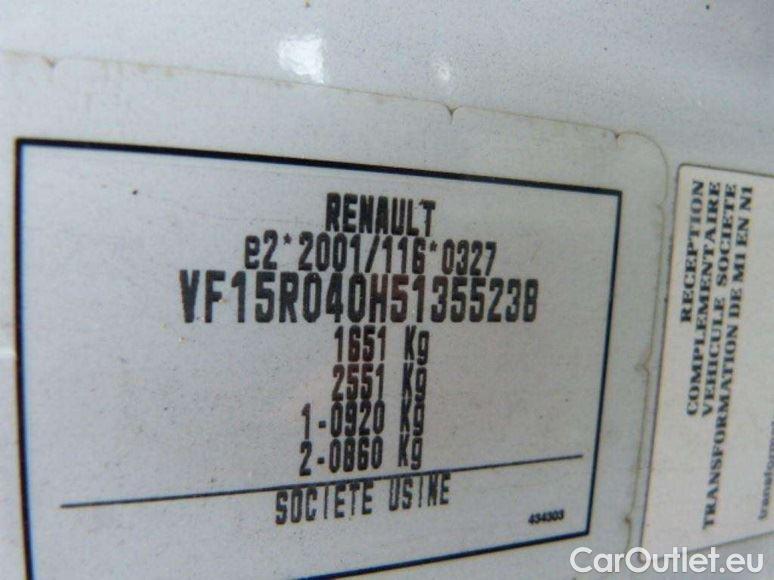 RENAULT
e2*2001/116*0327
VF15R040H51355238
1651 Kg
2551 Kg
1-0920 Kg
2-0860 Kg
SOCIETE USINE
434303
RECEPTION
COMPLEMENTAIRE
VEHICULE SOCIETE
TRANSFORMATION DE M1 EN N1
CarOutlet.eu